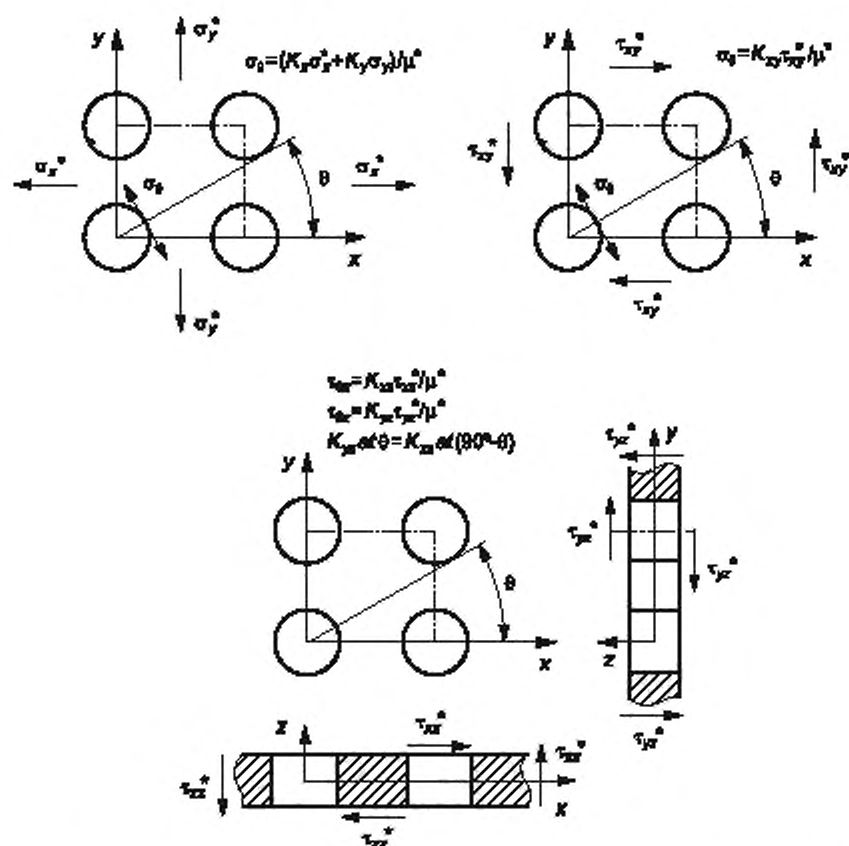 σy*
y
σθ=(Kxσx*+Kyσy)/μ*
σx*
σθ
θ
σx*
x
σy*
y
τxy*
σθ=Kxyτxy*/μ*
τxy*
σθ
θ
τxy*
x
τxy*
τθz=Kxzτxz*/μ*
τθz=Kyzτyz*/μ*
Kyz at θ=Kxz at (90°-θ)
y
θ
x
τyz*
y
τyz*
τyz*
z
τyz*
z
τxz*
τxz*
τxz*
x
τxz*